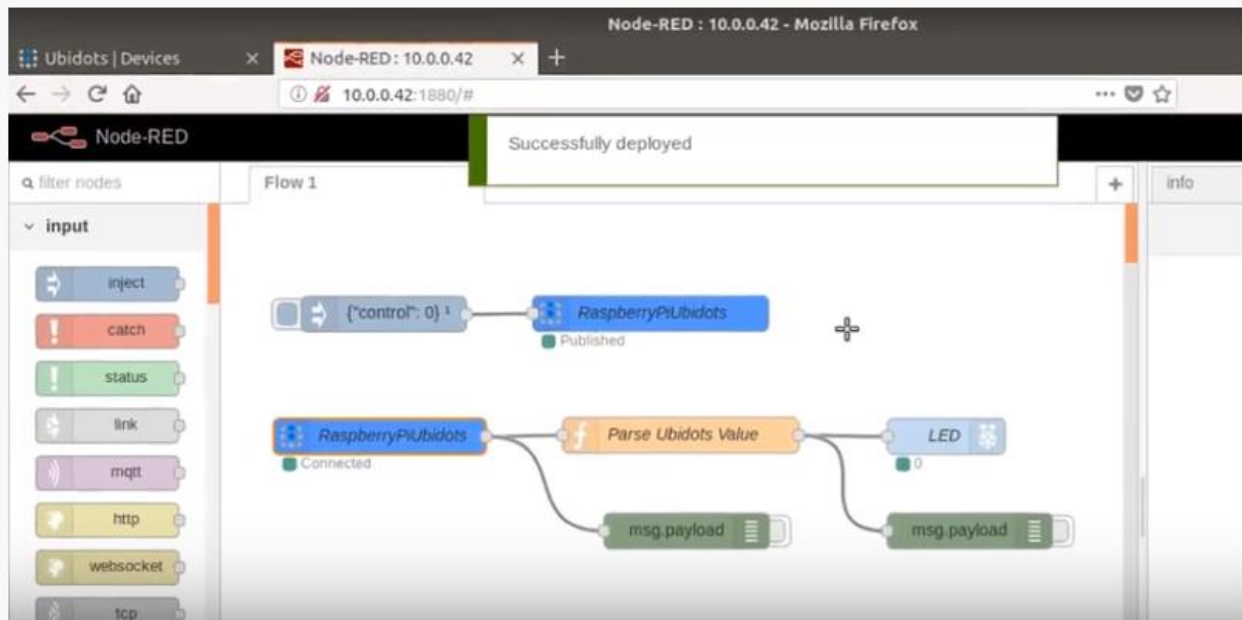 Node-RED : 10.0.0.42 - Mozilla Firefox
Ubidots | Devices
Node-RED : 10.0.0.42
10.0.0.42:1880/#
Node-RED
Successfully deployed
filter nodes
Flow 1
info
input
inject
{"control": 0} ¹
RaspberryPiUbidots
catch
Published
status
link
RaspberryPiUbidots
Parse Ubidots Value
LED
Connected
0
mqtt
http
msg.payload
msg.payload
websocket
tcp